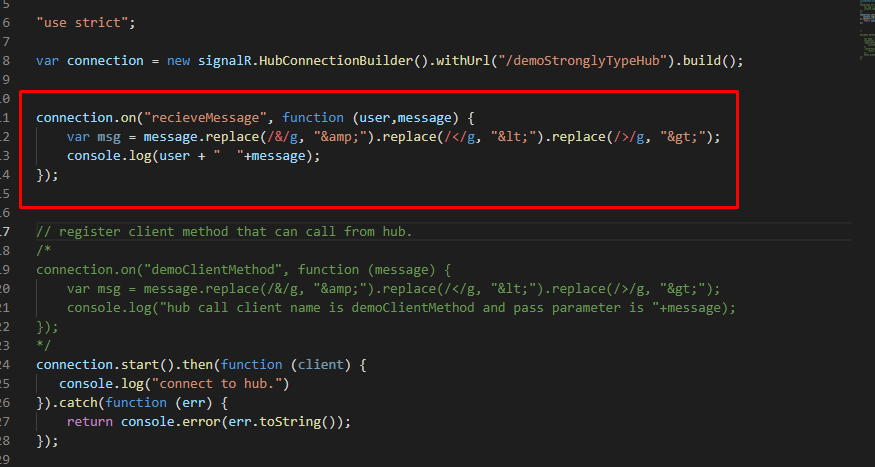 5
6 "use strict";
7
8 var connection = new signalR.HubConnectionBuilder().withUrl("/demoStronglyTypeHub").build();
9
10
11 connection.on("recieveMessage", function (user,message) {
12 var msg = message.replace(/&/g, "&amp;").replace(/</g, "&lt;").replace(/>/g, "&gt;");
13 console.log(user + "  "+message);
14 });
15
16
17 // register client method that can call from hub.
18 /*
19 connection.on("demoClientMethod", function (message) {
20 var msg = message.replace(/&/g, "&amp;").replace(/</g, "&lt;").replace(/>/g, "&gt;");
21 console.log("hub call client name is demoClientMethod and pass parameter is "+message);
22 });
23 */
24 connection.start().then(function (client) {
25 console.log("connect to hub.")
26 }).catch(function (err) {
27 return console.error(err.toString());
28 });
29